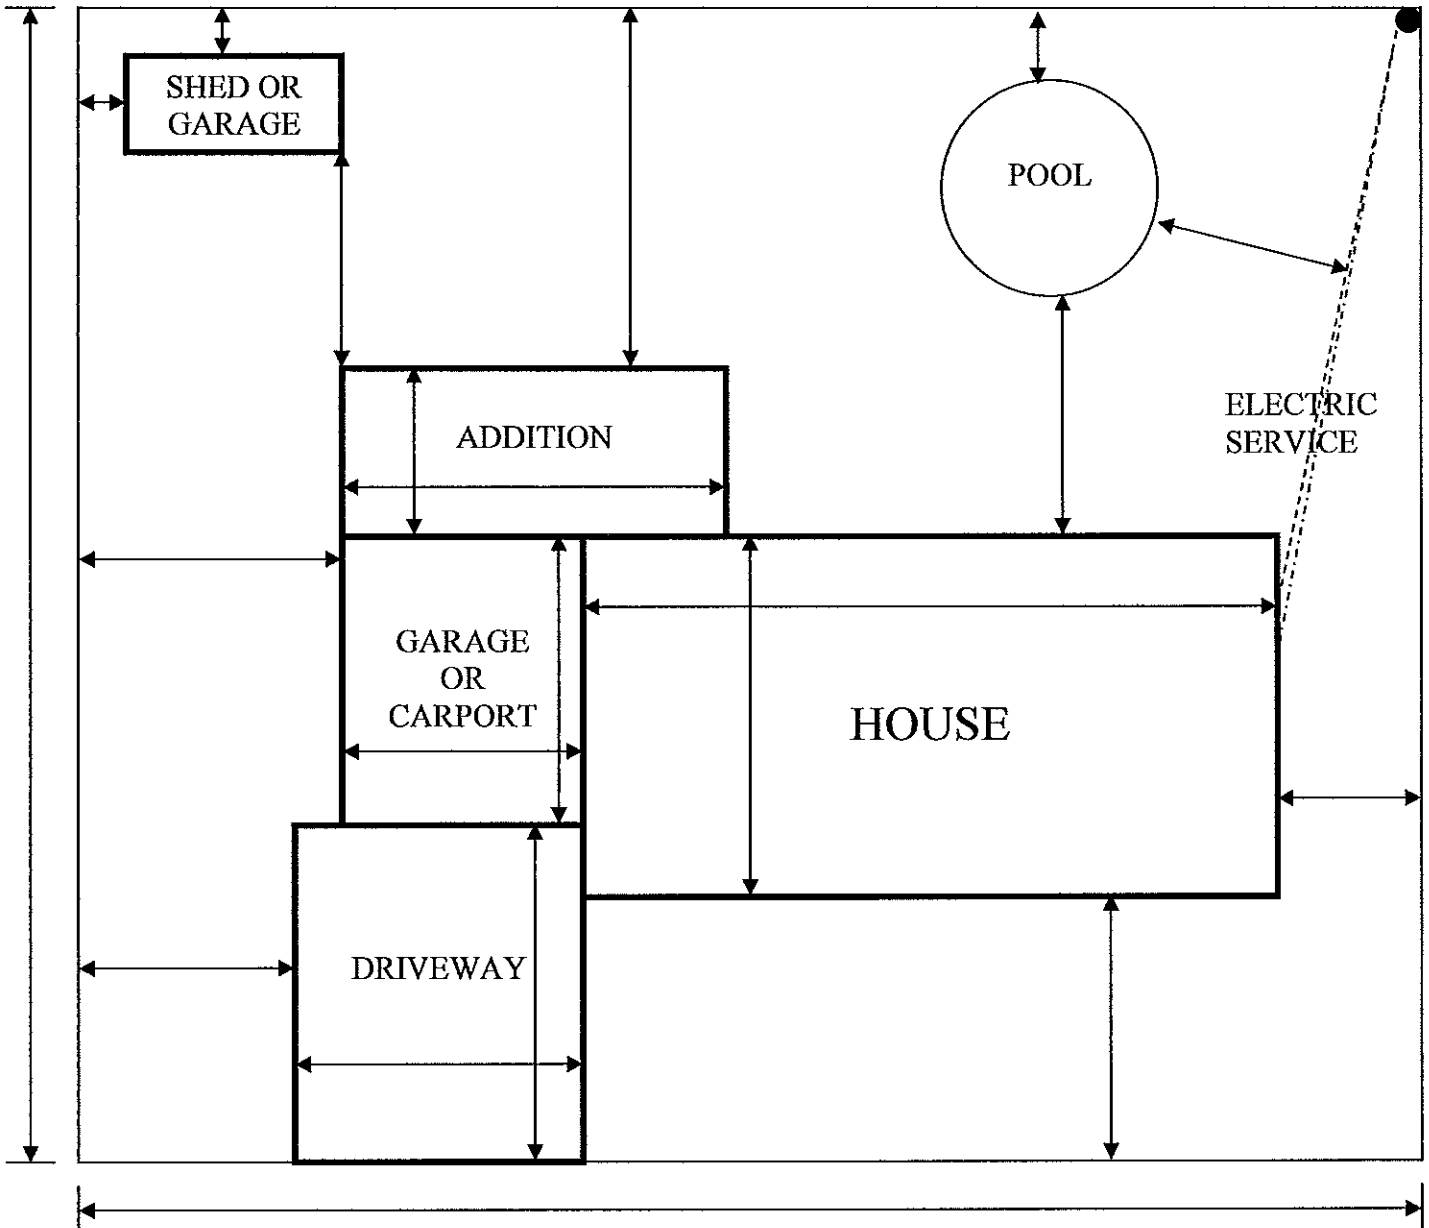 SHED OR
GARAGE
POOL
ELECTRIC
SERVICE
ADDITION
GARAGE
OR
CARPORT
HOUSE
DRIVEWAY